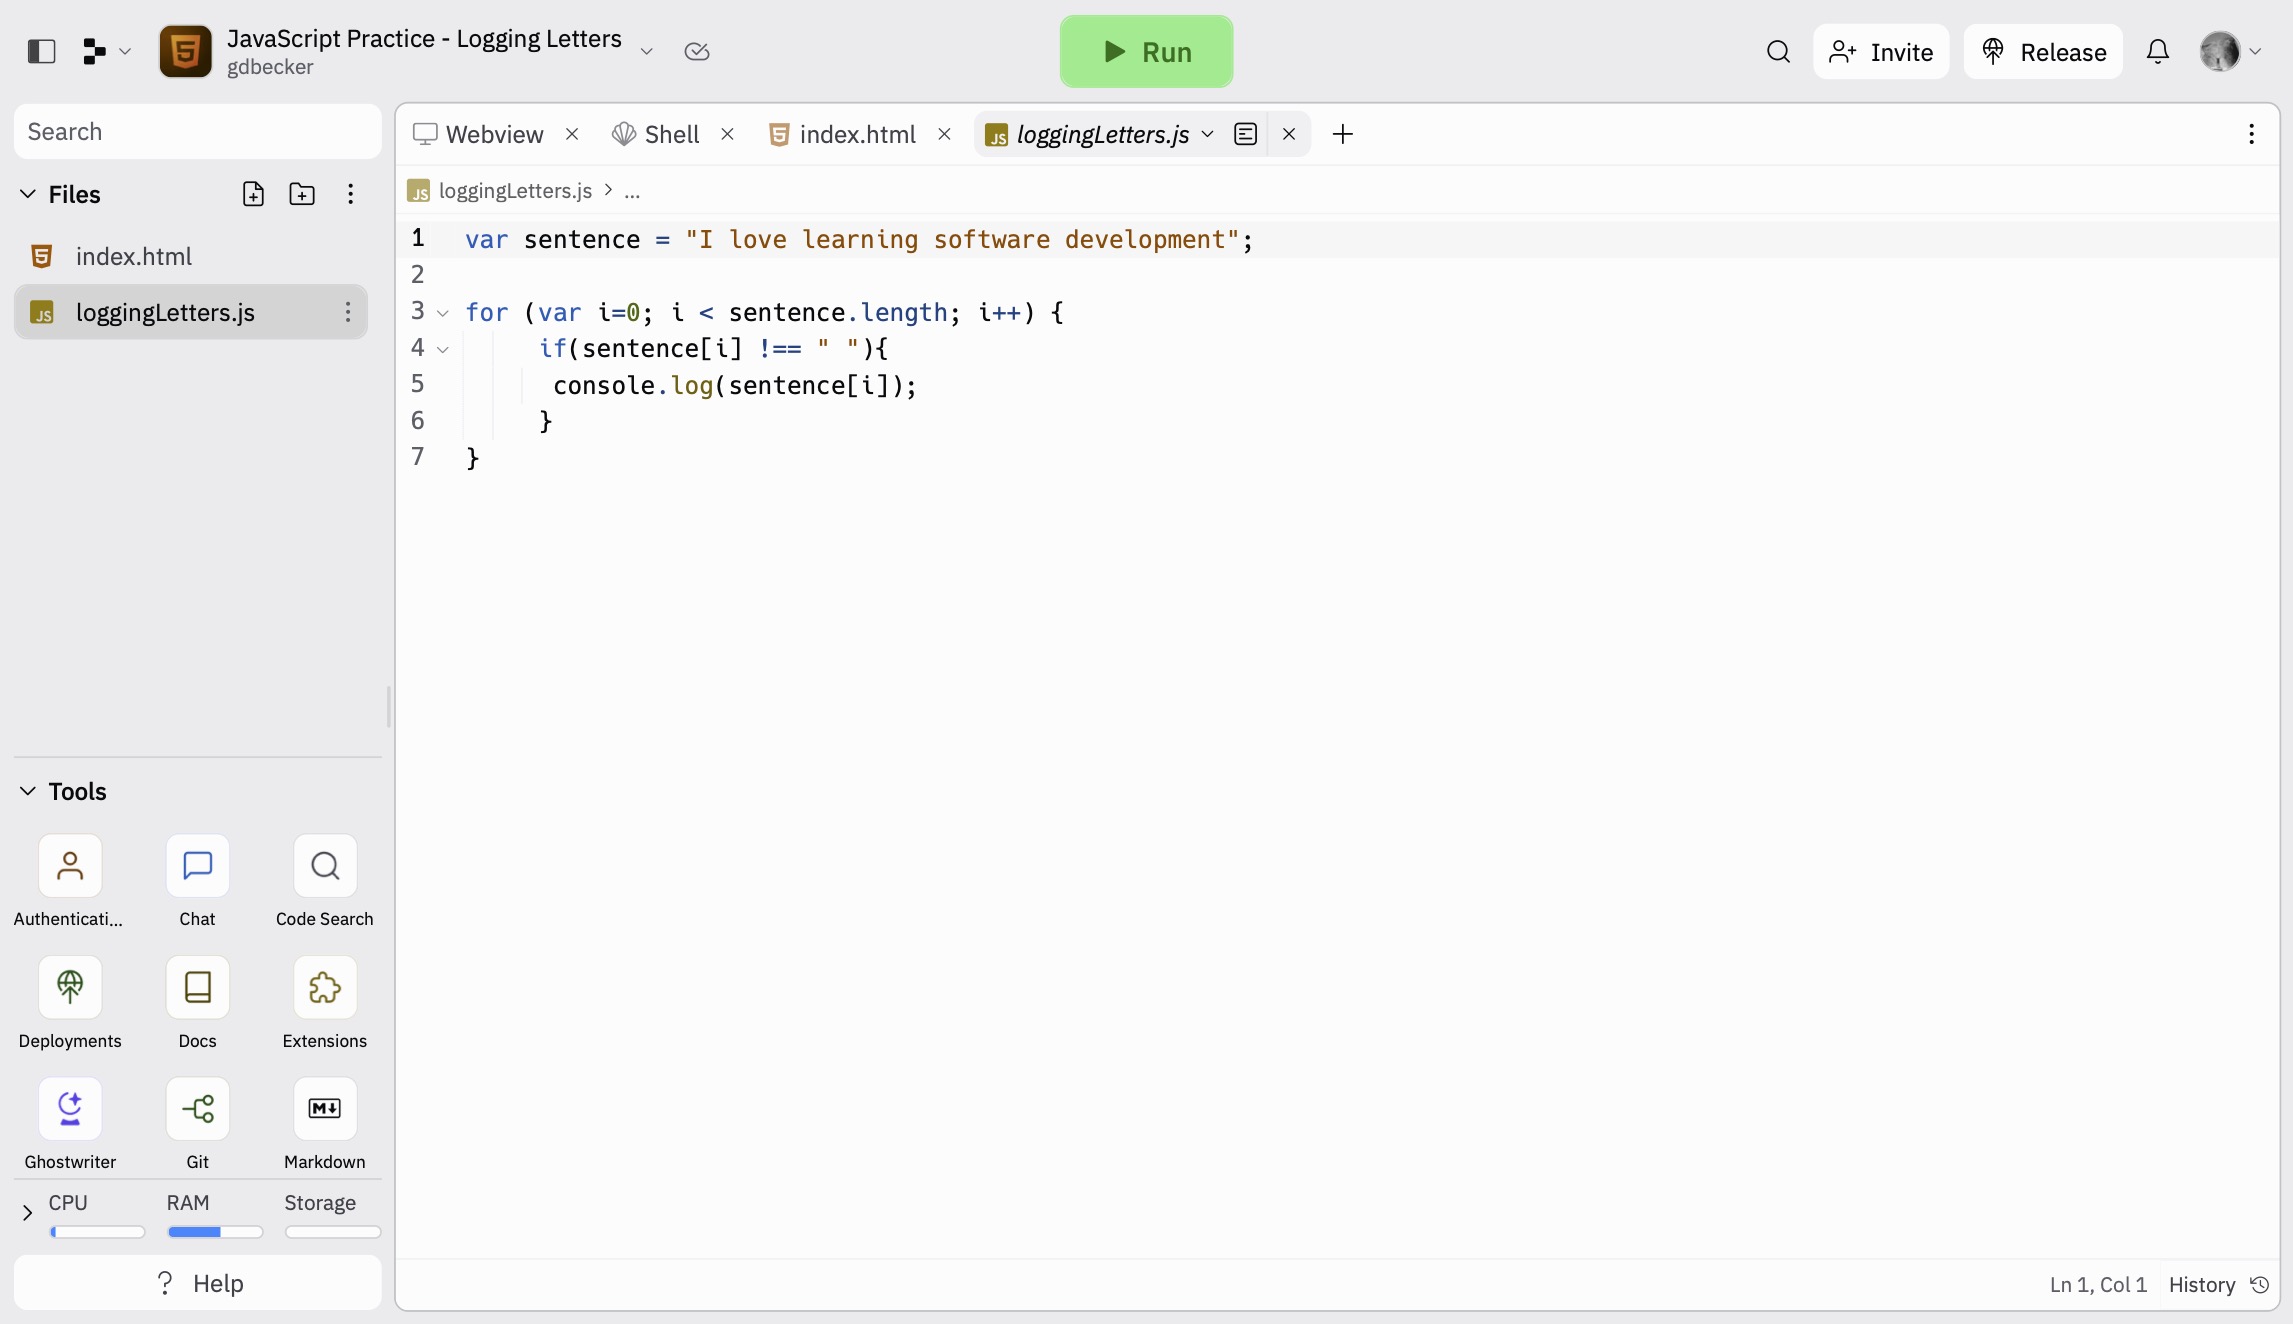 JavaScript Practice - Logging Letters
gdbecker
Run
Invite
Release
Search
Files
index.html
JS loggingLetters.js
Tools
Authenticati...
Chat
Code Search
Deployments
Docs
Extensions
Ghostwriter
Git
M Markdown
CPU
RAM
Storage
? Help
Webview
Shell
index.html
JS loggingLetters.js
JS loggingLetters.js > ...
1 var sentence = "I love learning software development";
2
3 for (var i=0; i < sentence.length; i++) {
4 if(sentence[i] !== " "){
5 console.log(sentence[i]);
6 }
7 }
Ln 1, Col 1
History